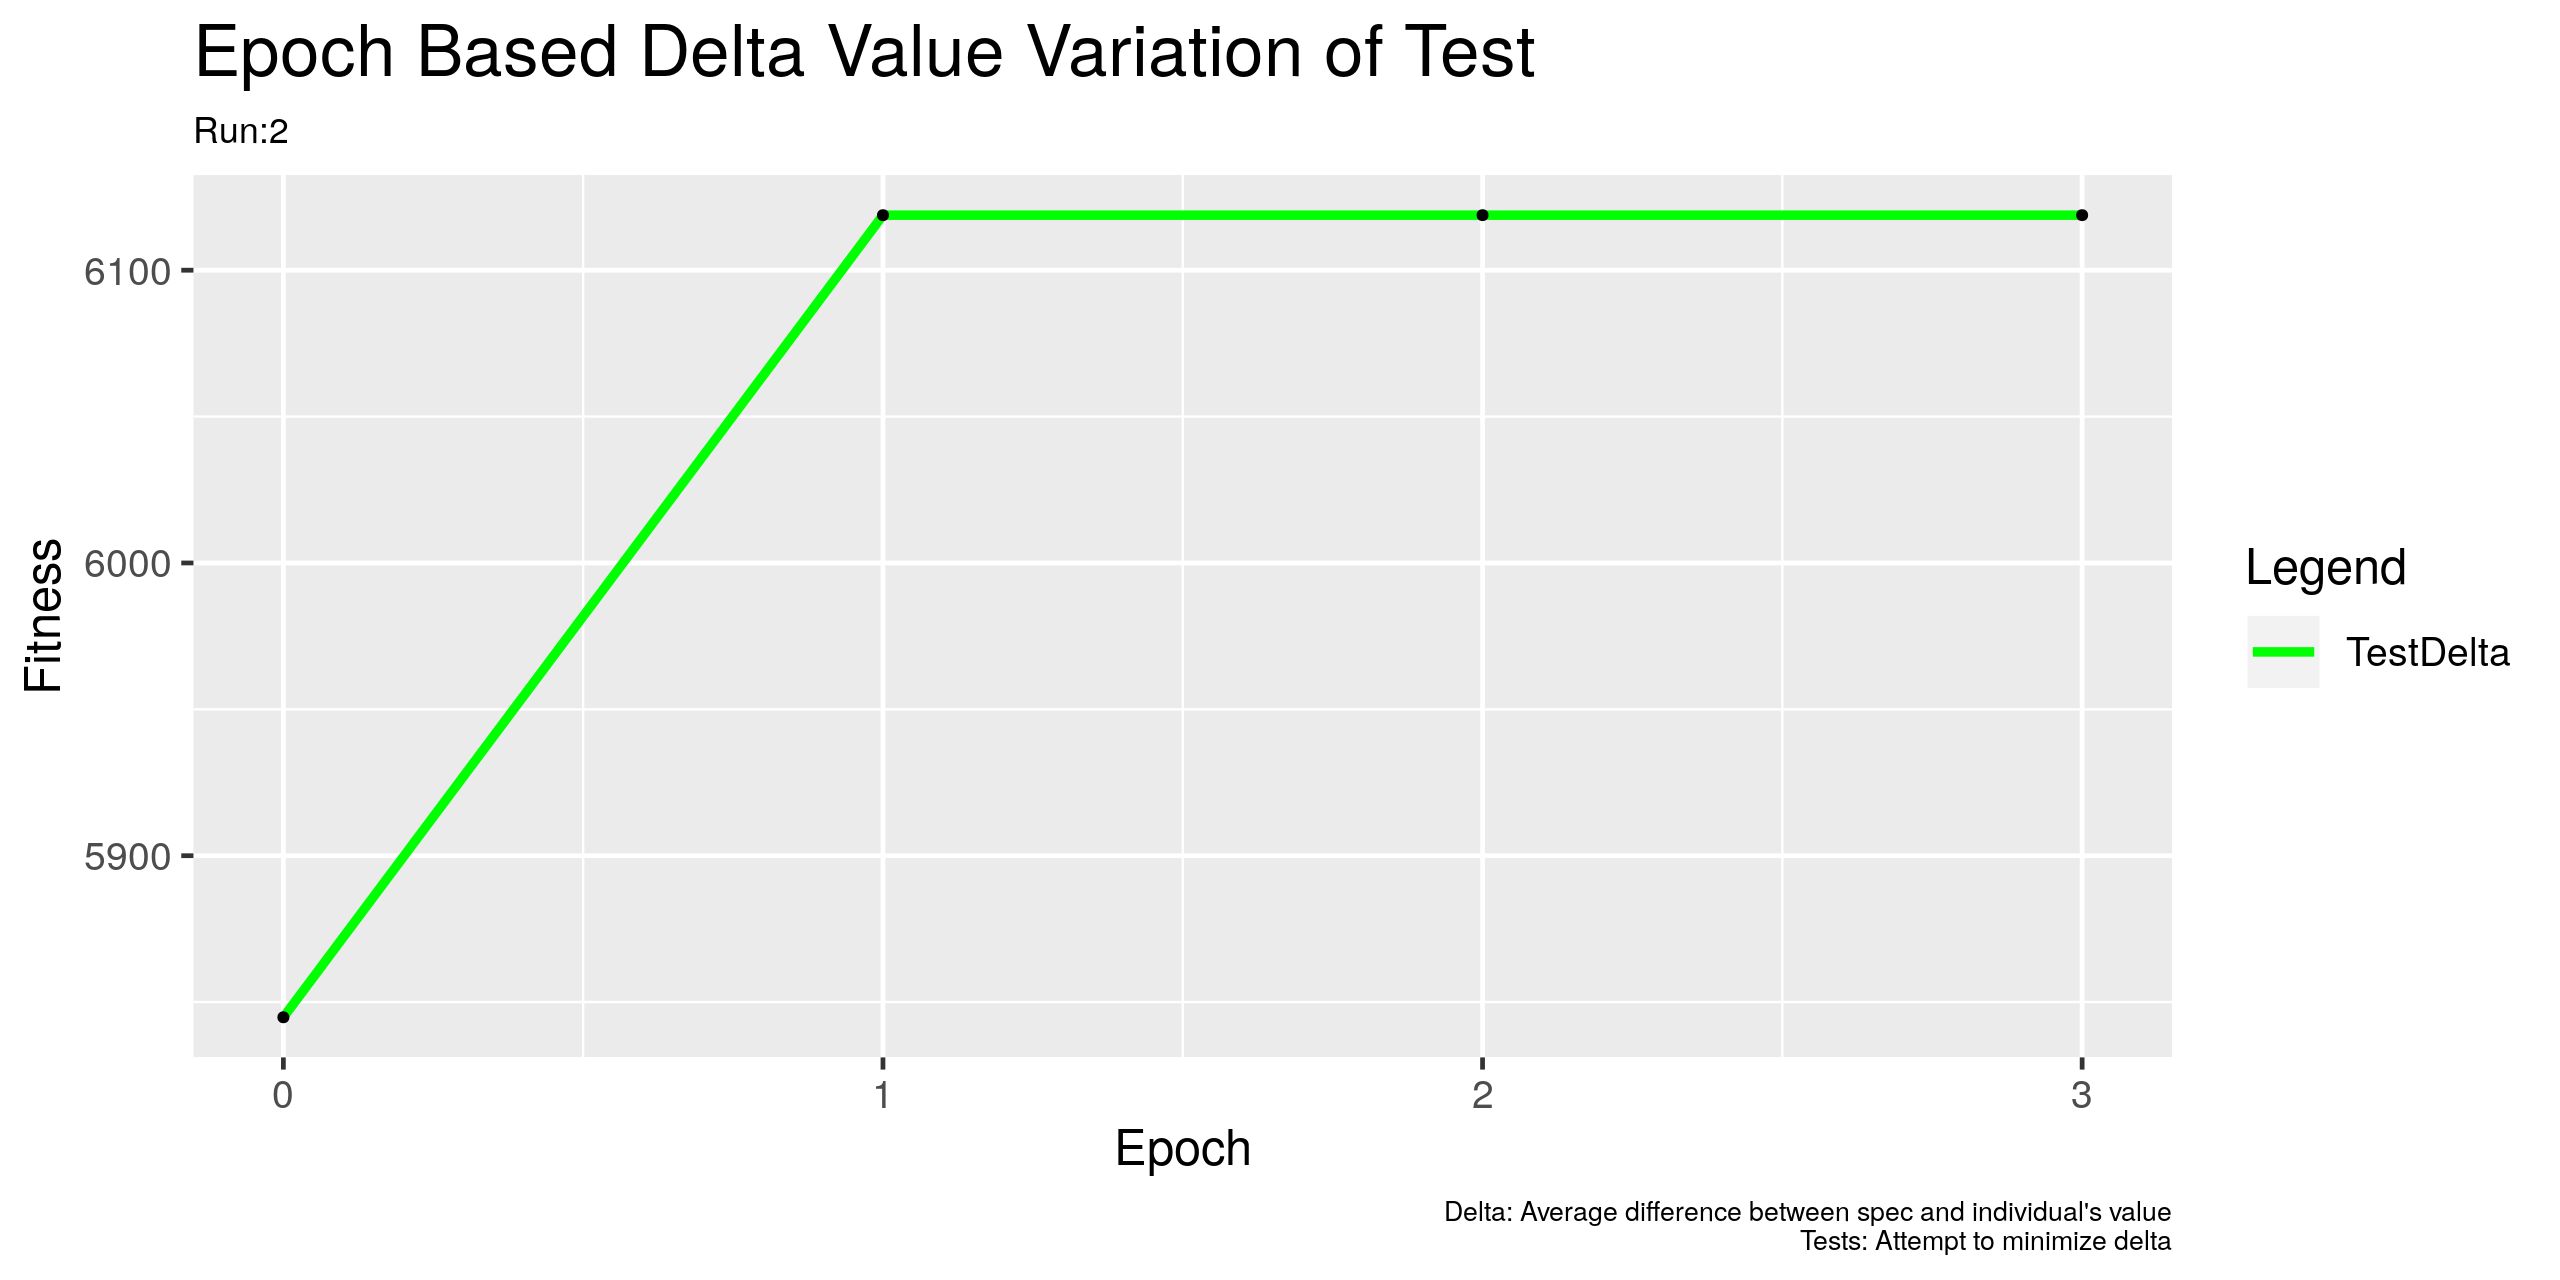 Epoch Based Delta Value Variation of Test
Run:2
6100
6000
5900
Fitness
0 1 2 3
Epoch
Legend
TestDelta
Delta: Average difference between spec and individual's value
Tests: Attempt to minimize delta